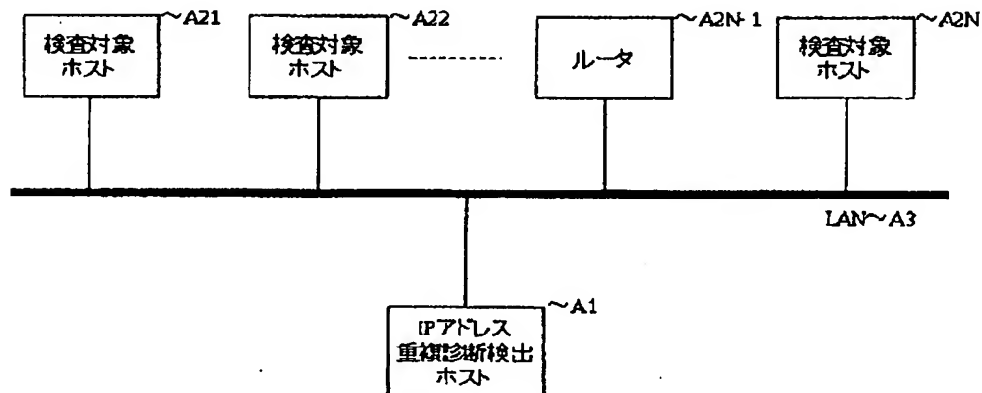 検査対象
ホスト
～A21
検査対象
ホスト
～A22
ルータ
～A2N-1
検査対象
ホスト
～A2N
LAN～A3
IPアドレス
重複診断検出
ホスト
～A1